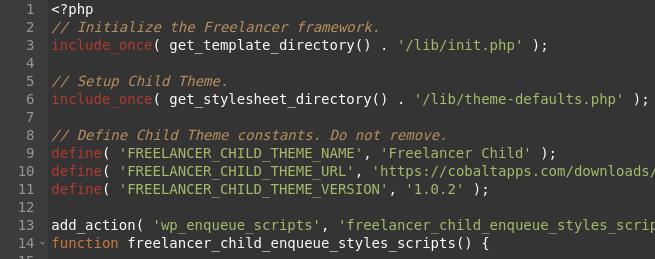 1 <?php
2 // Initialize the Freelancer framework.
3 include_once( get_template_directory() . '/lib/init.php' );
4
5 // Setup Child Theme.
6 include_once( get_stylesheet_directory() . '/lib/theme-defaults.php' );
7
8 // Define Child Theme constants. Do not remove.
9 define( 'FREELANCER_CHILD_THEME_NAME', 'Freelancer Child' );
10 define( 'FREELANCER_CHILD_THEME_URL', 'https://cobaltapps.com/downloads/
11 define( 'FREELANCER_CHILD_THEME_VERSION', '1.0.2' );
12
13 add_action( 'wp_enqueue_scripts', 'freelancer_child_enqueue_styles_scrip
14 function freelancer_child_enqueue_styles_scripts() {